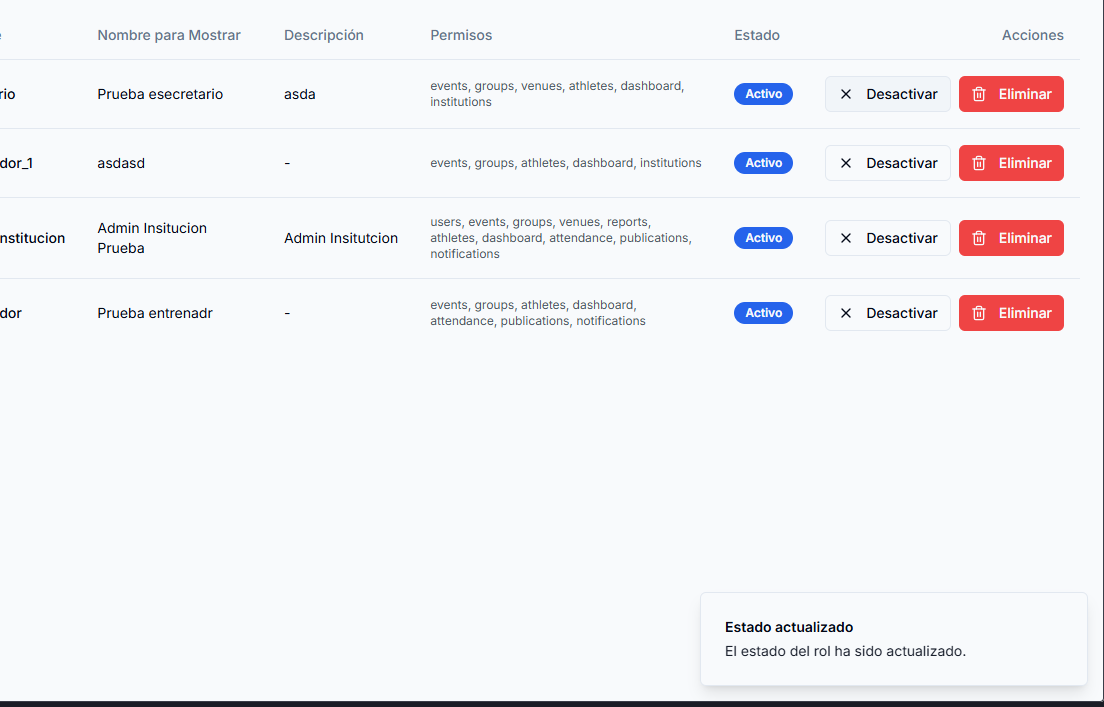 Nombre para Mostrar Descripción Permisos Estado Acciones
rio Prueba esecretario asda events, groups, venues, athletes, dashboard, Activo Desactivar Eliminar
institutions
dor_1 asdasd - events, groups, athletes, dashboard, institutions Activo Desactivar Eliminar
Admin Insitucion users, events, groups, venues, reports,
nstitucion Admin Insitutcion athletes, dashboard, attendance, publications, Activo Desactivar Eliminar
Prueba notifications
dor Prueba entrenadr - events, groups, athletes, dashboard, Activo Desactivar Eliminar
attendance, publications, notifications
Estado actualizado
El estado del rol ha sido actualizado.